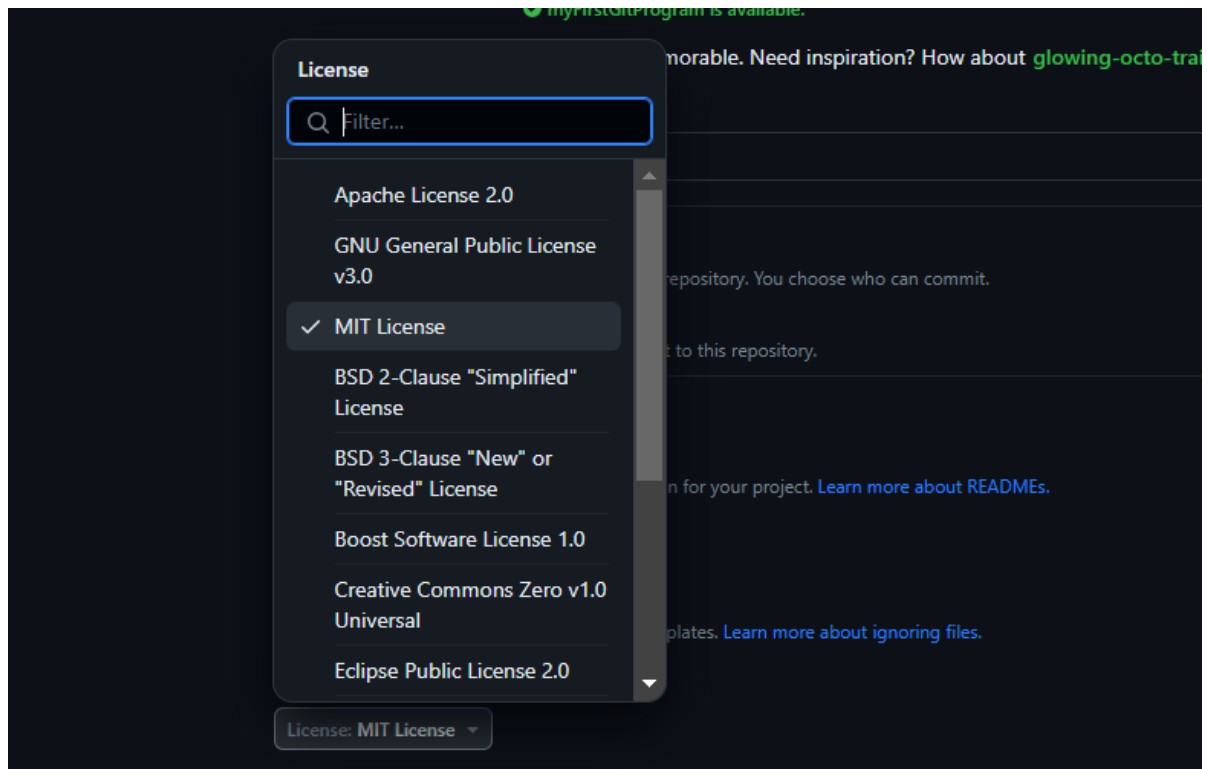 myFirstGitProgram is available.
License
morable. Need inspiration? How about glowing-octo-trai
Filter...
Apache License 2.0
GNU General Public License
v3.0
repository. You choose who can commit.
MIT License
t to this repository.
BSD 2-Clause "Simplified"
License
BSD 3-Clause "New" or
"Revised" License
n for your project. Learn more about READMEs.
Boost Software License 1.0
Creative Commons Zero v1.0
Universal
plates. Learn more about ignoring files.
Eclipse Public License 2.0
License: MIT License